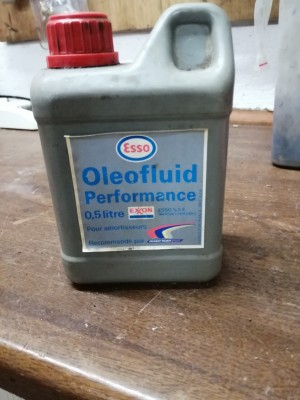 Esso
Oleofluid
Performance
0,5 litre EXXON
Pour amortisseurs
Recommandé par